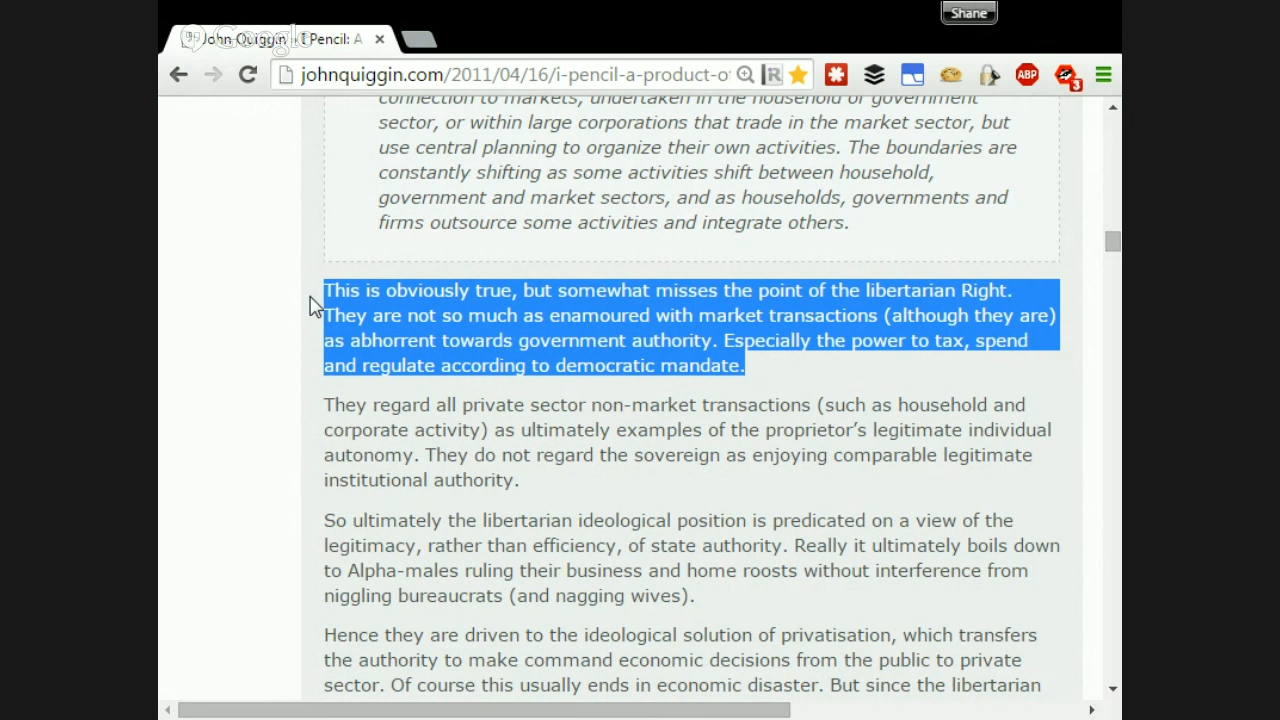 Shane
John Quiggin » I Pencil: A
Google
johnquiggin.com/2011/04/16/i-pencil-a-product-o
ABP
3
connection to markets, undertaken in the household or government
sector, or within large corporations that trade in the market sector, but
use central planning to organize their own activities. The boundaries are
constantly shifting as some activities shift between household,
government and market sectors, and as households, governments and
firms outsource some activities and integrate others.
This is obviously true, but somewhat misses the point of the libertarian Right.
They are not so much as enamoured with market transactions (although they are)
as abhorrent towards government authority. Especially the power to tax, spend
and regulate according to democratic mandate.
They regard all private sector non-market transactions (such as household and
corporate activity) as ultimately examples of the proprietor’s legitimate individual
autonomy. They do not regard the sovereign as enjoying comparable legitimate
institutional authority.
So ultimately the libertarian ideological position is predicated on a view of the
legitimacy, rather than efficiency, of state authority. Really it ultimately boils down
to Alpha-males ruling their business and home roosts without interference from
niggling bureaucrats (and nagging wives).
Hence they are driven to the ideological solution of privatisation, which transfers
the authority to make command economic decisions from the public to private
sector. Of course this usually ends in economic disaster. But since the libertarian